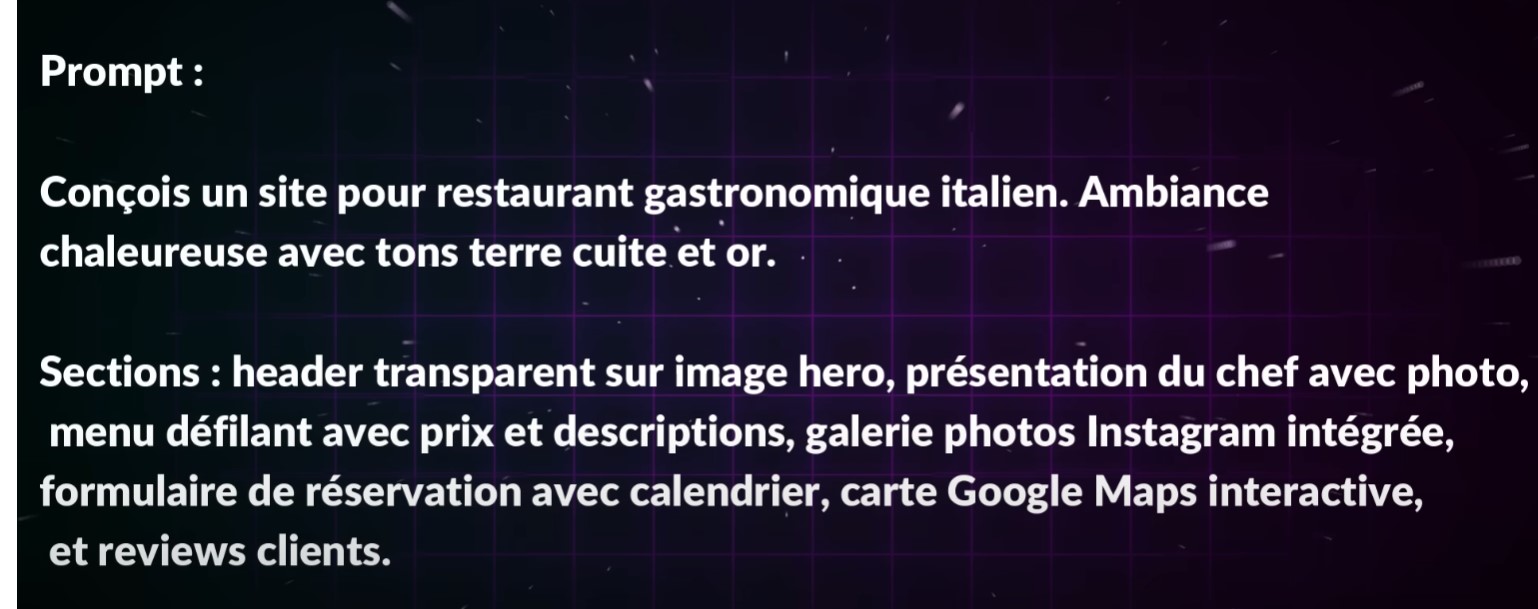 Prompt :
Conçois un site pour restaurant gastronomique italien. Ambiance
chaleureuse avec tons terre cuite et or.
Sections : header transparent sur image hero, présentation du chef avec photo,
menu défilant avec prix et descriptions, galerie photos Instagram intégrée,
formulaire de réservation avec calendrier, carte Google Maps interactive,
et reviews clients.